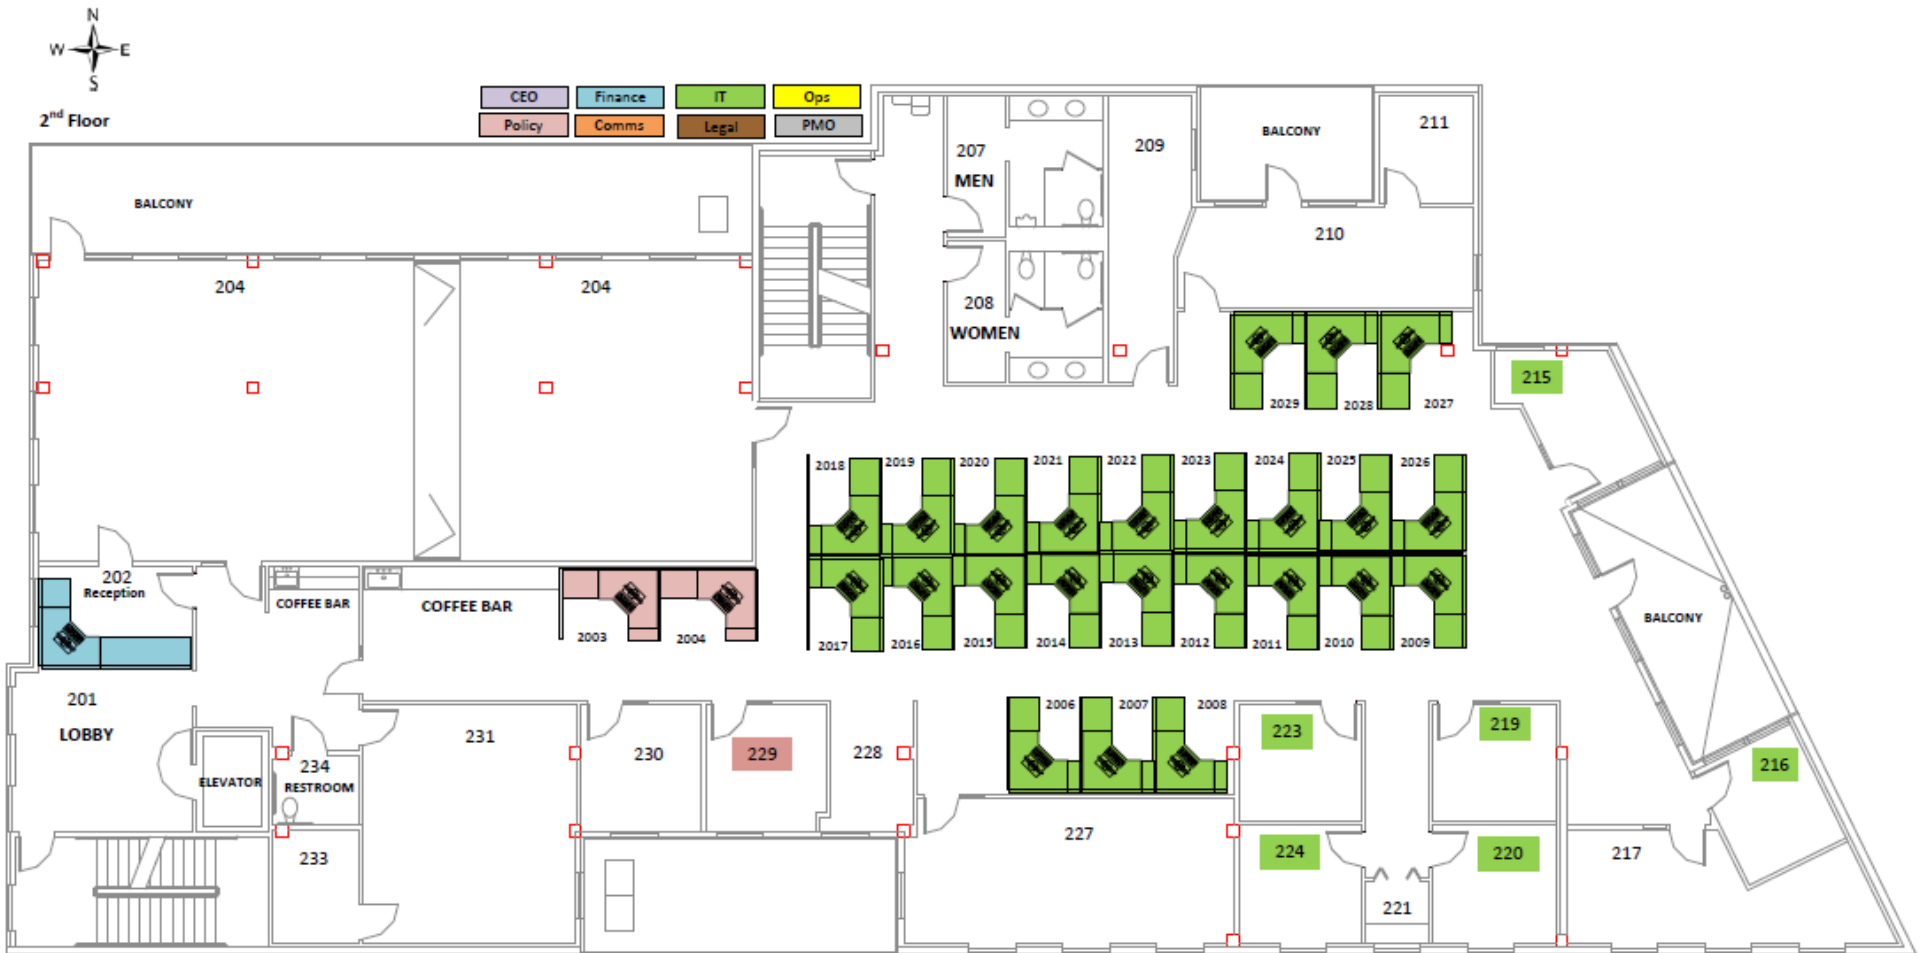 N
W E
S
2nd Floor
CEO Finance IT Ops
Policy Comms Legal PMO
BALCONY
207
MEN
209
BALCONY
211
210
204
204
208
WOMEN
215
2029 2028 2027
2018 2019 2020 2021 2022 2023 2024 2025 2026
202
Reception
COFFEE BAR
COFFEE BAR
2003 2004
2017 2016 2015 2014 2013 2012 2011 2010 2009
BALCONY
201
LOBBY
2006 2007 2008
231
230
229
228
223
219
216
ELEVATOR
234
RESTROOM
233
227
224
220
217
221